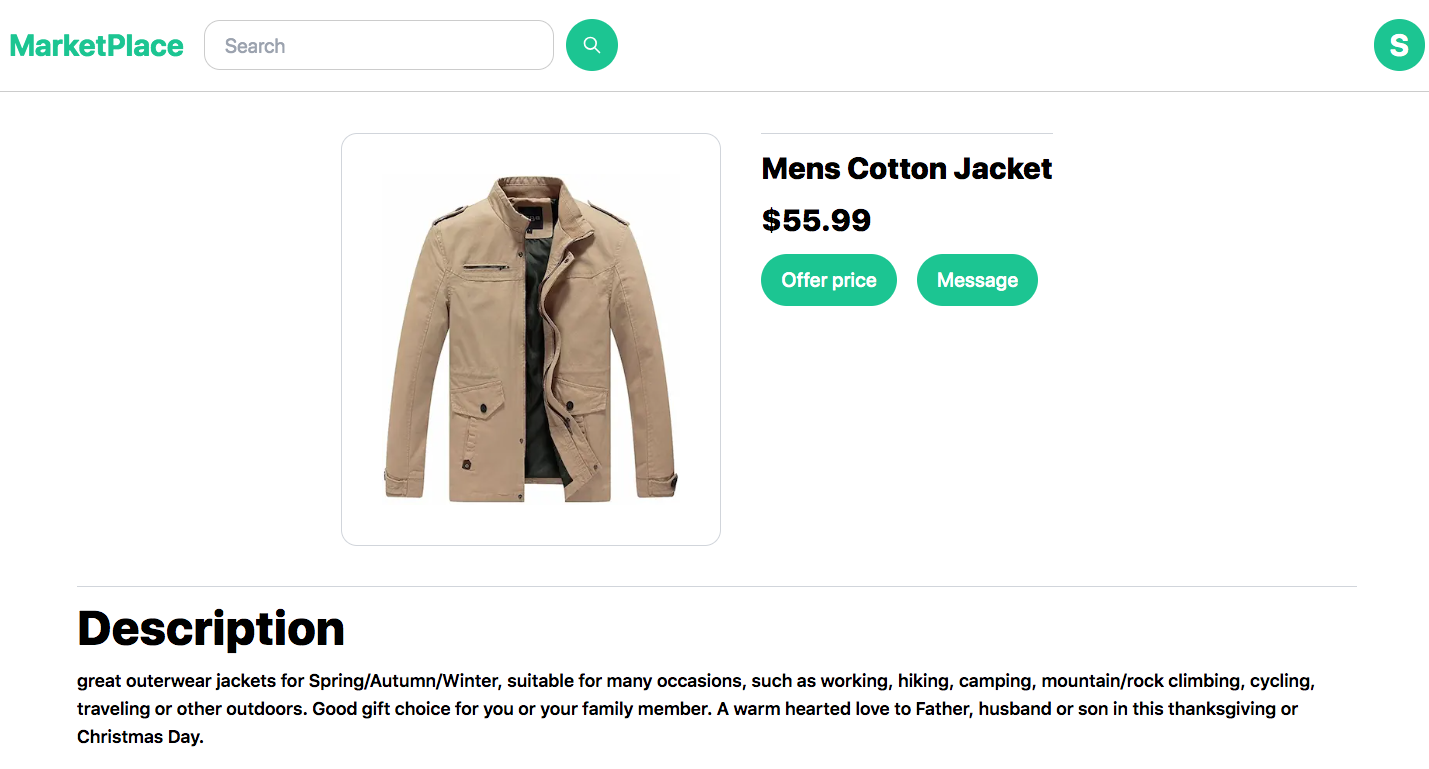 MarketPlace
Search
S
Mens Cotton Jacket
$55.99
Offer price
Message
Description
great outerwear jackets for Spring/Autumn/Winter, suitable for many occasions, such as working, hiking, camping, mountain/rock climbing, cycling,
traveling or other outdoors. Good gift choice for you or your family member. A warm hearted love to Father, husband or son in this thanksgiving or
Christmas Day.